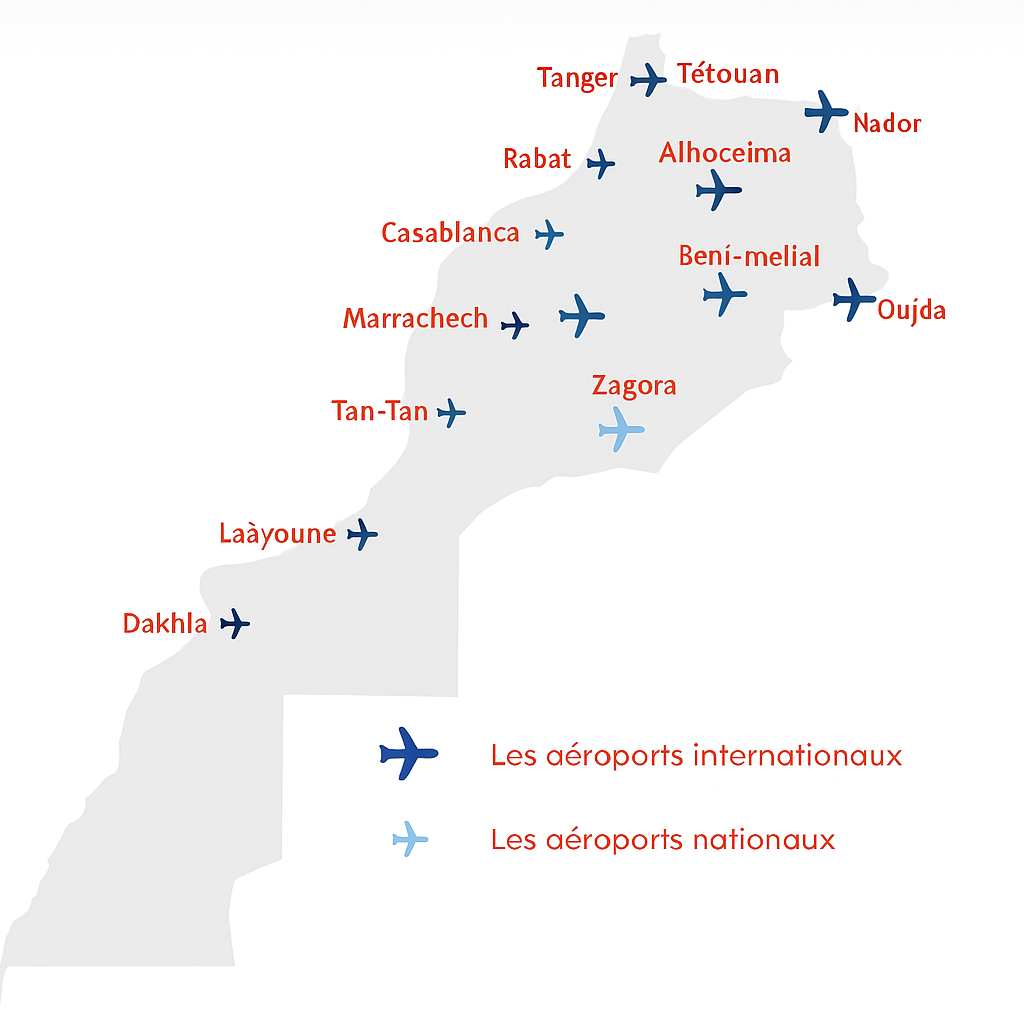 Tanger
Tétouan
Nador
Rabat
Alhoceima
Casablanca
Bení-melial
Marrachech
Oujda
Zagora
Tan-Tan
Laàyoune
Dakhla
Les aéroports internationaux
Les aéroports nationaux